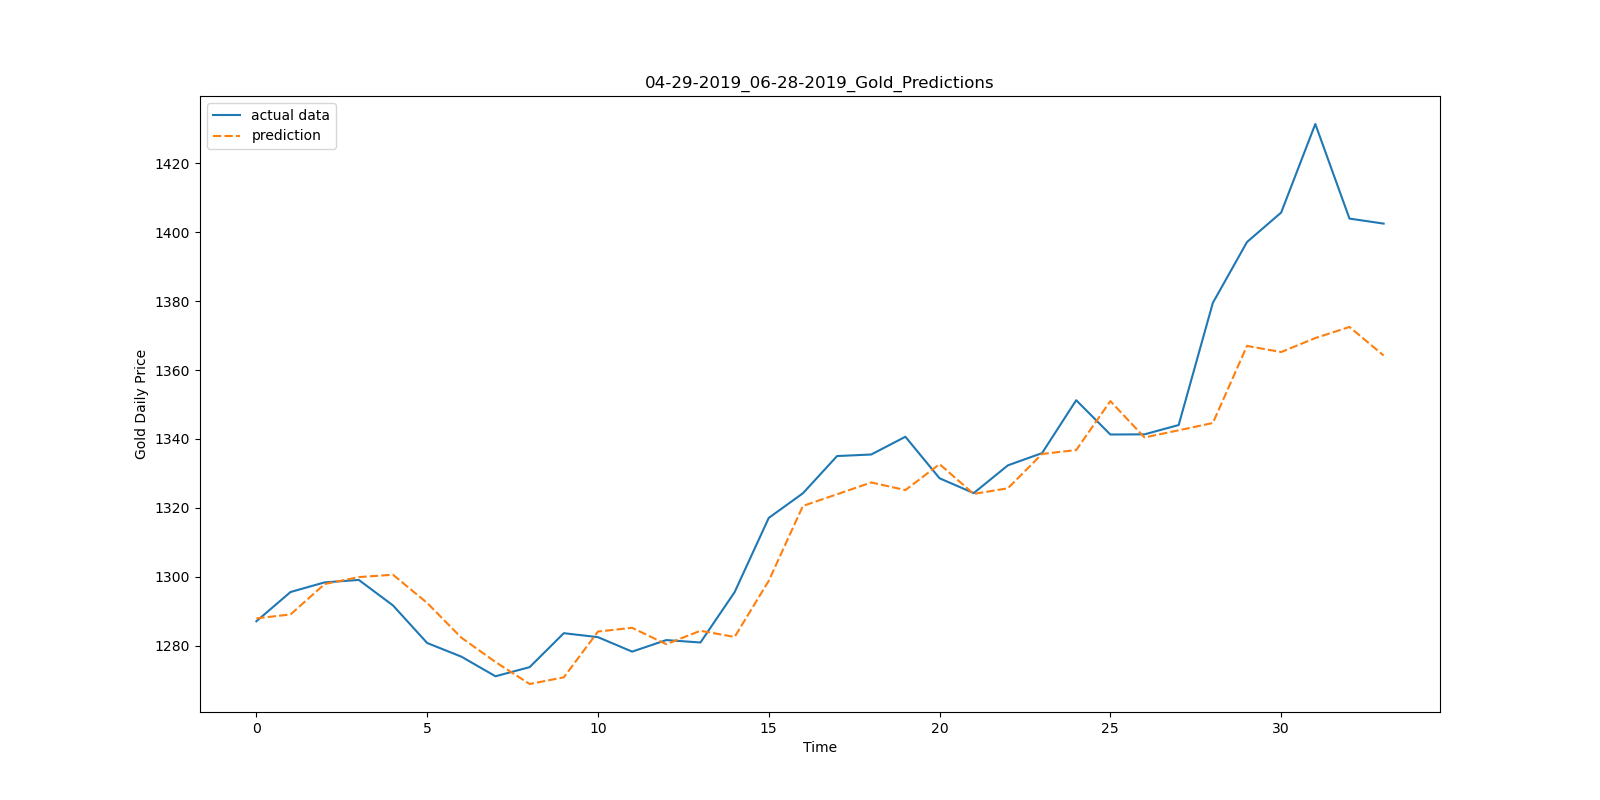 04-29-2019_06-28-2019_Gold_Predictions
actual data
prediction
Gold Daily Price
1420
1400
1380
1360
1340
1320
1300
1280
0 5 10 15 20 25 30
Time